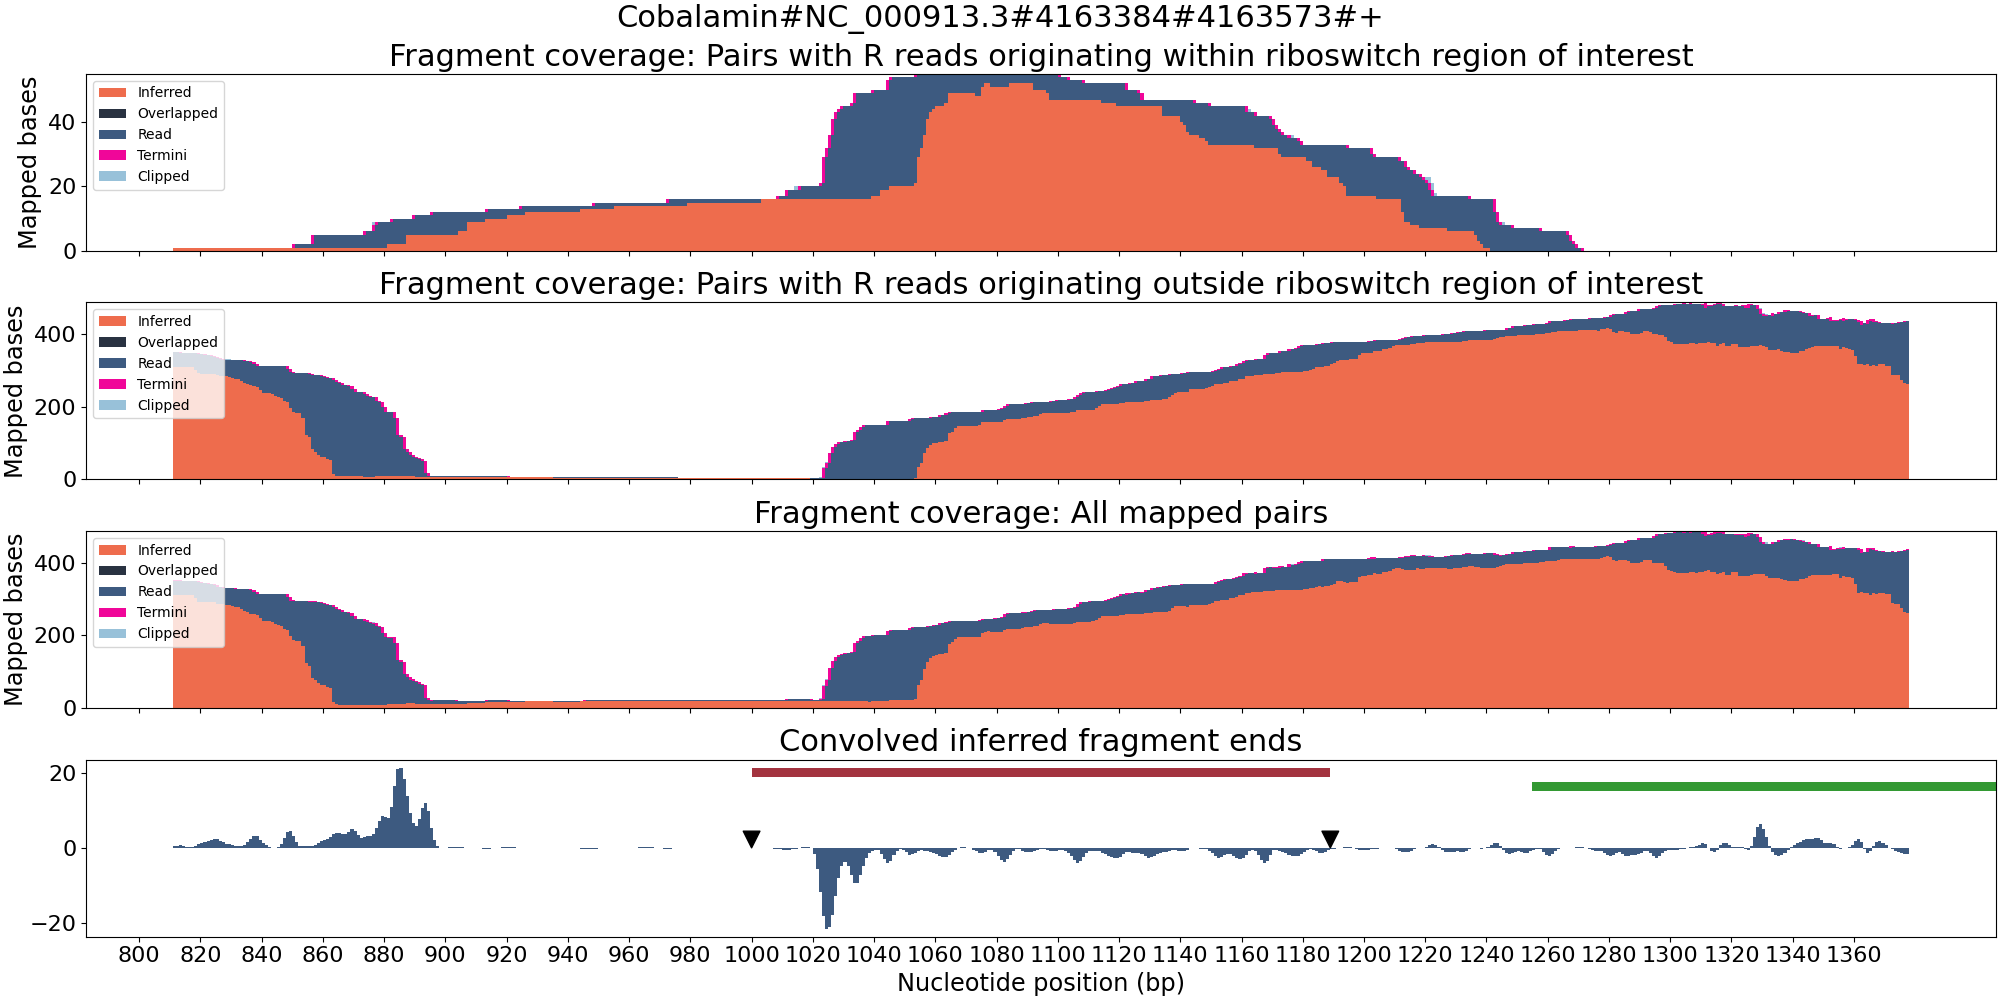 Cobalamin#NC_000913.3#4163384#4163573#+
Fragment coverage: Pairs with R reads originating within riboswitch region of interest
Mapped bases
40
20
0
Inferred
Overlapped
Read
Termini
Clipped
Fragment coverage: Pairs with R reads originating outside riboswitch region of interest
Mapped bases
400
200
0
Inferred
Overlapped
Read
Termini
Clipped
Fragment coverage: All mapped pairs
Mapped bases
400
200
0
Inferred
Overlapped
Read
Termini
Clipped
Convolved inferred fragment ends
20
0
−20
800 820 840 860 880 900 920 940 960 980 1000 1020 1040 1060 1080 1100 1120 1140 1160 1180 1200 1220 1240 1260 1280 1300 1320 1340 1360
Nucleotide position (bp)